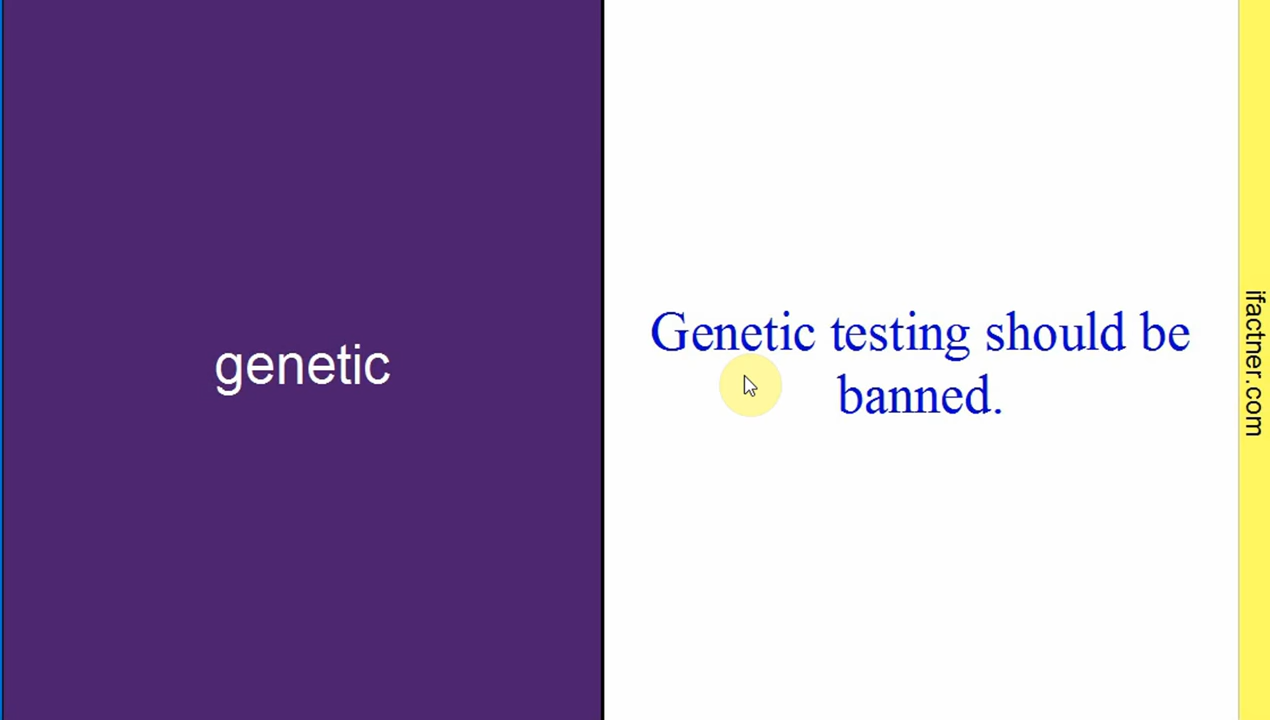 genetic
Genetic testing should be
banned.
ifactner.com